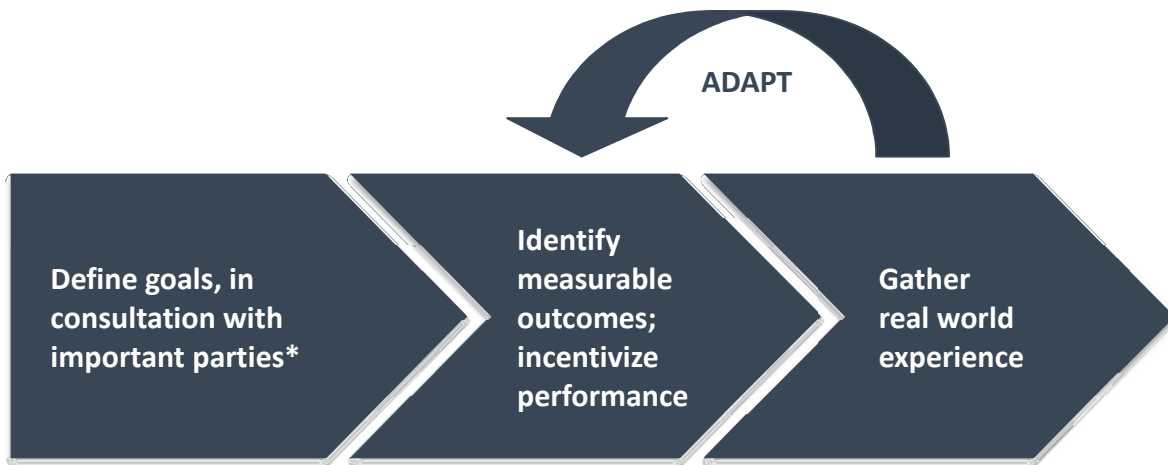 ADAPT
Define goals, in
consultation with
important parties*
Identify
measurable
outcomes;
incentivize
performance
Gather
real world
experience